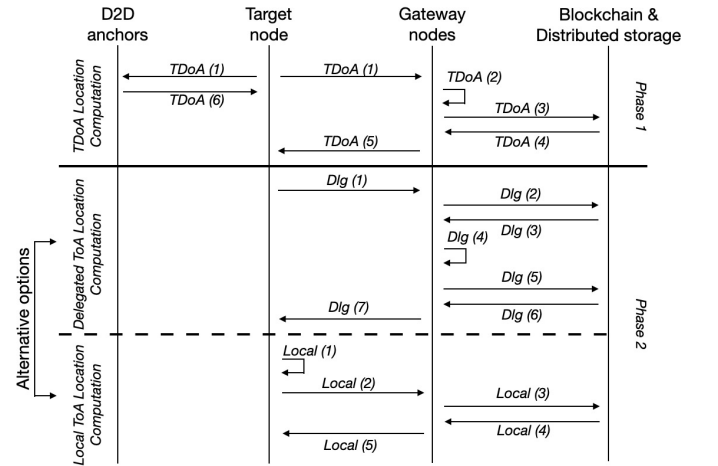 D2D
anchors
Target
node
Gateway
nodes
Blockchain &
Distributed storage
TDoA Location
Computation
TDoA (1)
TDoA (1)
TDoA (2)
TDoA (6)
TDoA (3)
TDoA (4)
TDoA (5)
Phase 1
Alternative options
Delegated ToA Location
Computation
Dlg (1)
Dlg (2)
Dlg (3)
Dlg (4)
Dlg (5)
Dlg (6)
Dlg (7)
Phase 2
Local ToA Location
Computation
Local (1)
Local (2)
Local (3)
Local (4)
Local (5)